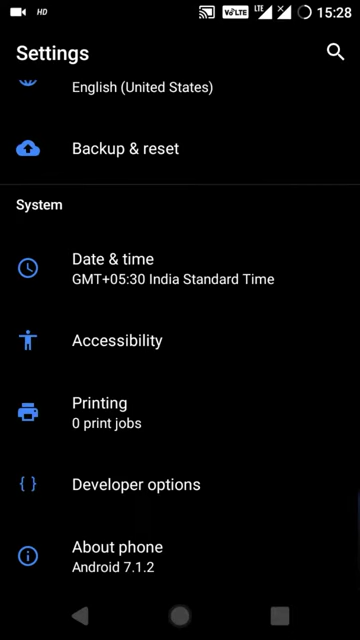 HD VoLTE LTE 15:28
Settings
English (United States)
Backup & reset
System
Date & time
GMT+05:30 India Standard Time
Accessibility
Printing
0 print jobs
{ } Developer options
About phone
Android 7.1.2